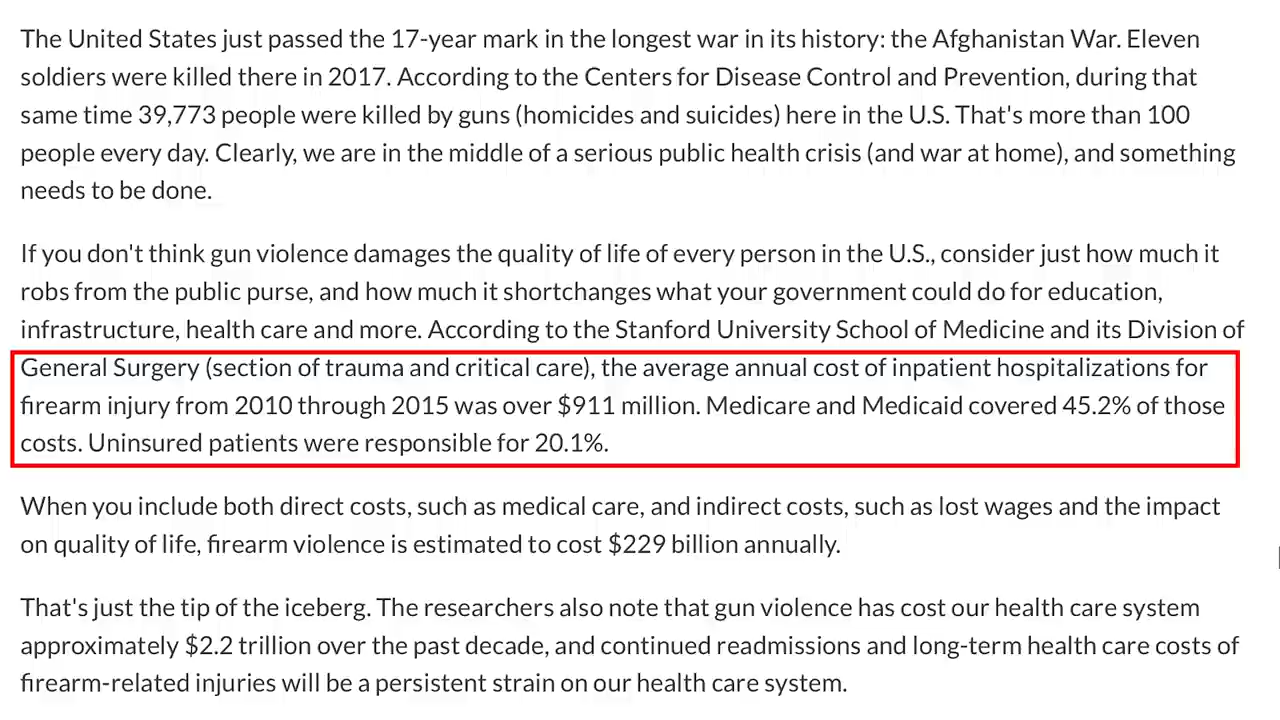 The United States just passed the 17-year mark in the longest war in its history: the Afghanistan War. Eleven
soldiers were killed there in 2017. According to the Centers for Disease Control and Prevention, during that
same time 39,773 people were killed by guns (homicides and suicides) here in the U.S. That's more than 100
people every day. Clearly, we are in the middle of a serious public health crisis (and war at home), and something
needs to be done.
If you don't think gun violence damages the quality of life of every person in the U.S., consider just how much it
robs from the public purse, and how much it shortchanges what your government could do for education,
infrastructure, health care and more. According to the Stanford University School of Medicine and its Division of
General Surgery (section of trauma and critical care), the average annual cost of inpatient hospitalizations for
firearm injury from 2010 through 2015 was over $911 million. Medicare and Medicaid covered 45.2% of those
costs. Uninsured patients were responsible for 20.1%.
When you include both direct costs, such as medical care, and indirect costs, such as lost wages and the impact
on quality of life, firearm violence is estimated to cost $229 billion annually.
That's just the tip of the iceberg. The researchers also note that gun violence has cost our health care system
approximately $2.2 trillion over the past decade, and continued readmissions and long-term health care costs of
firearm-related injuries will be a persistent strain on our health care system.